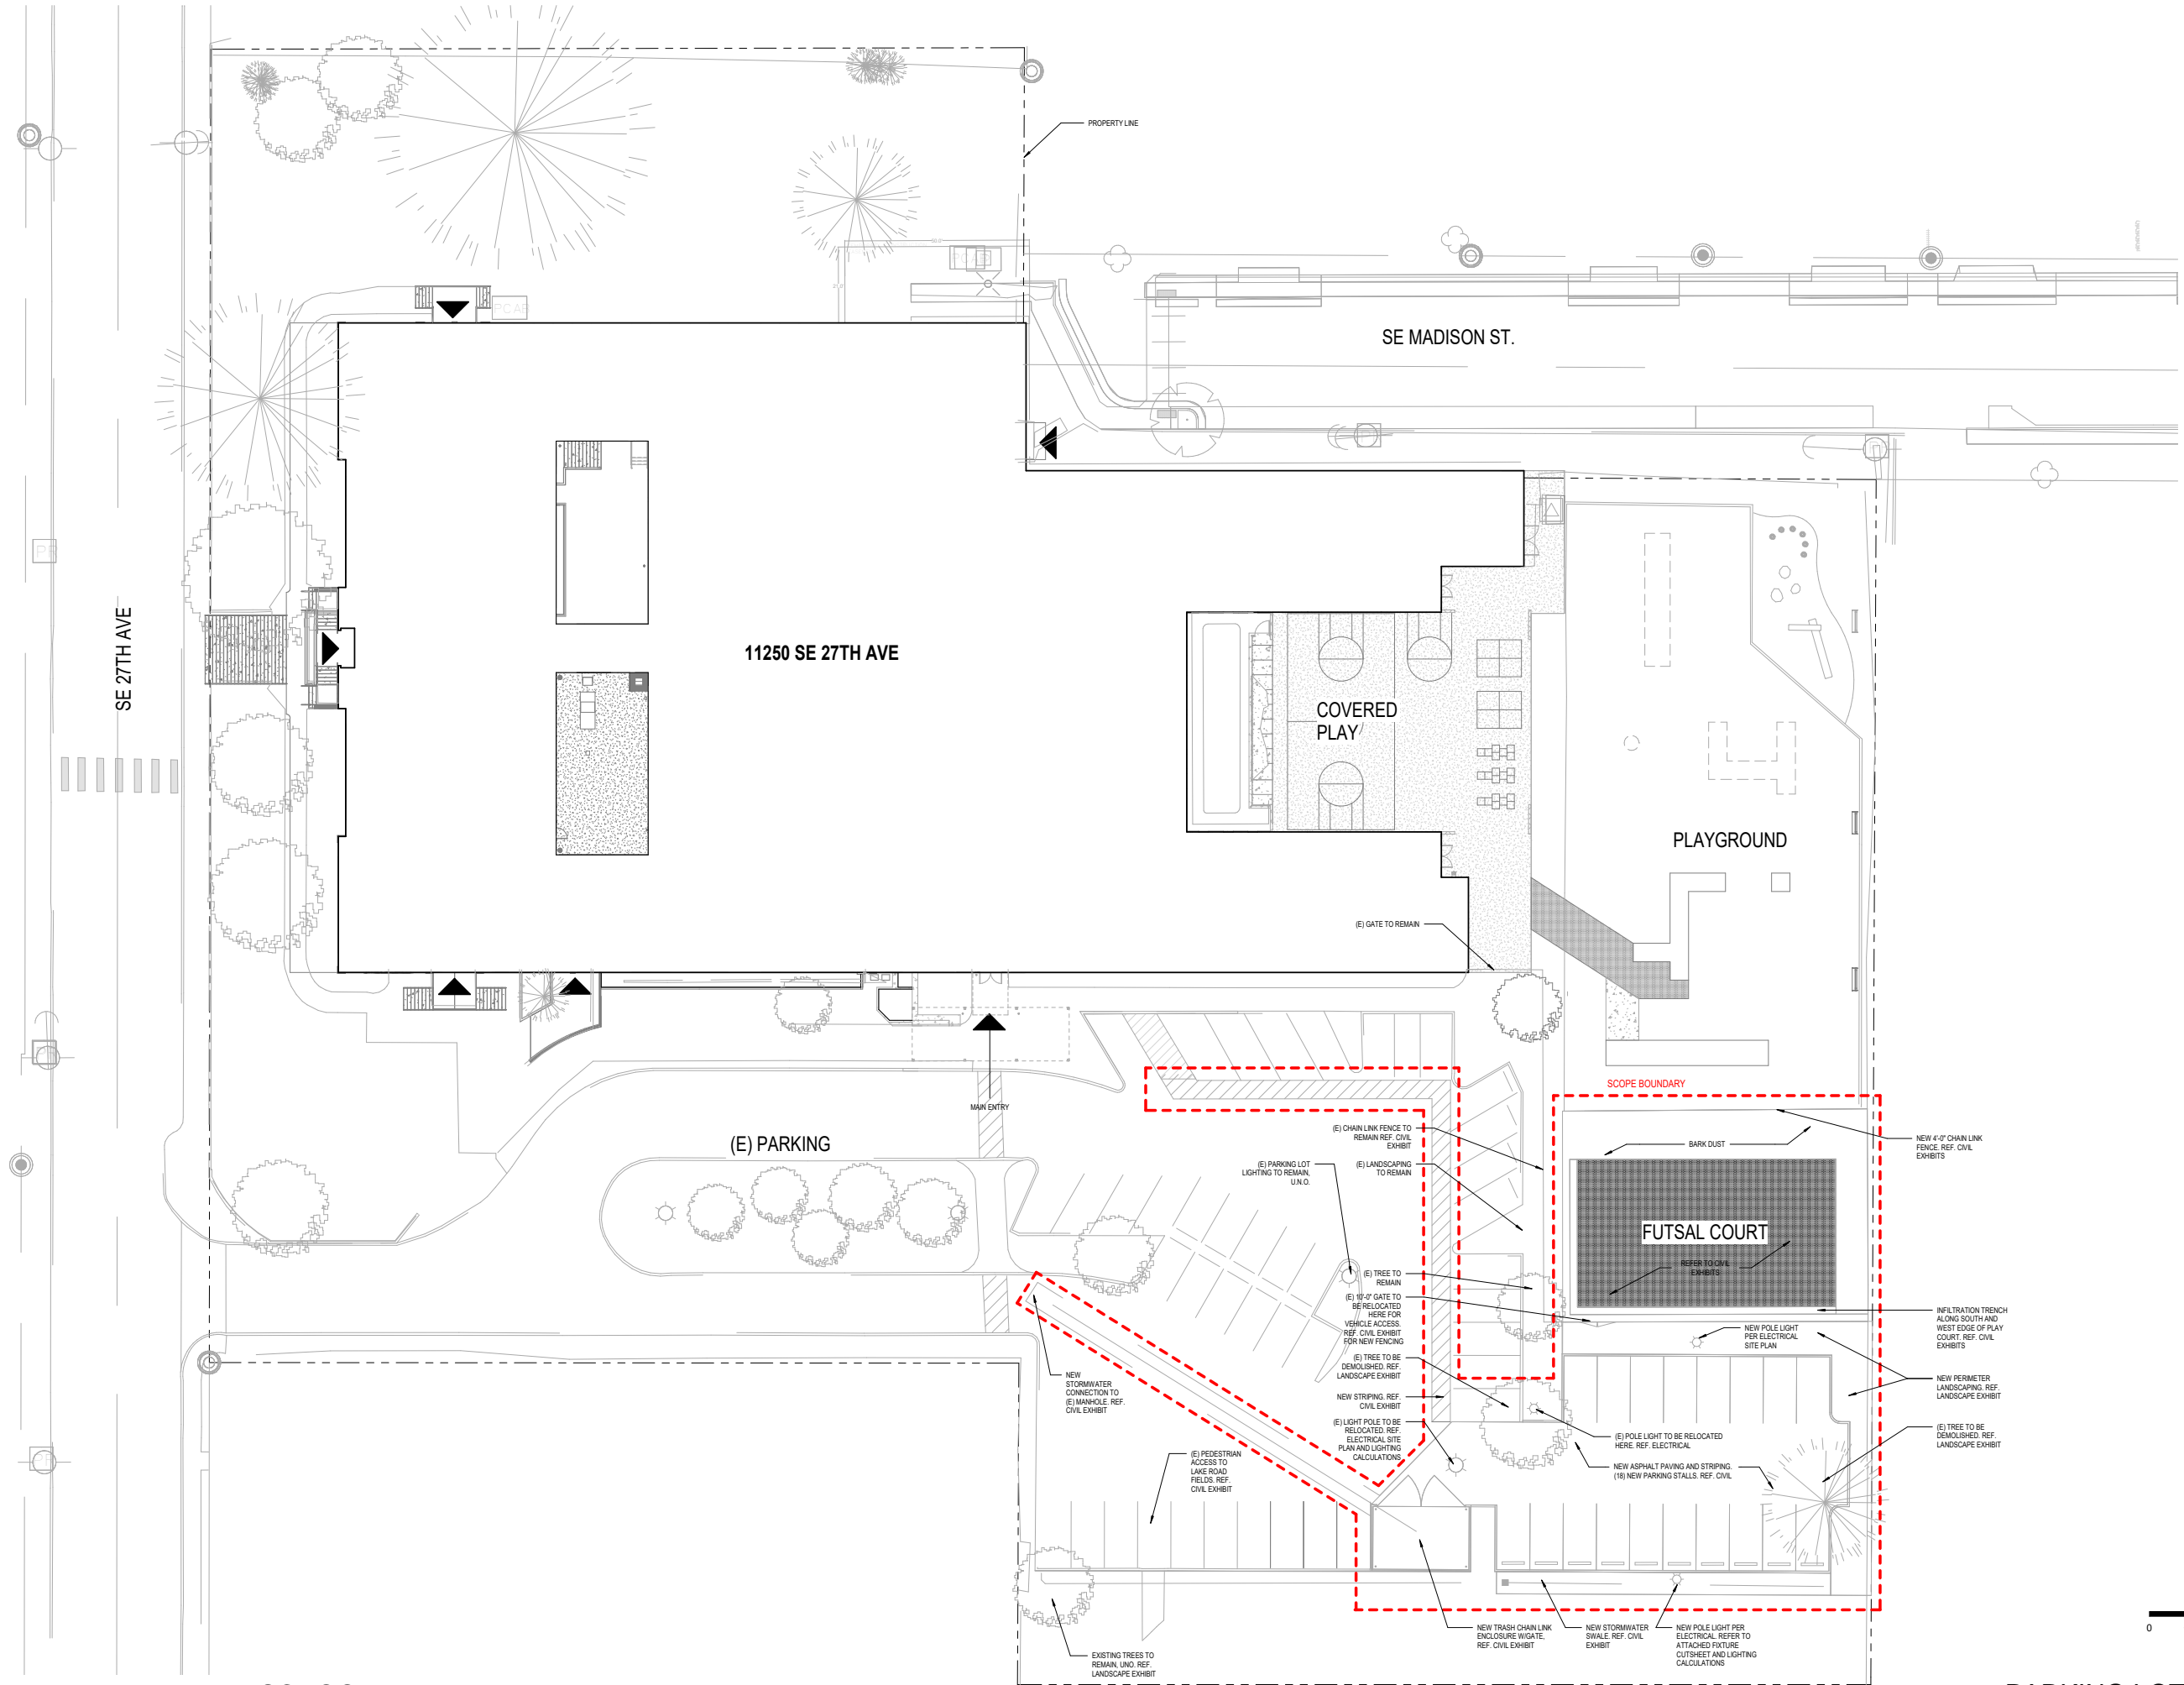 PROPERTY LINE
SE MADISON ST.
SE 27TH AVE
11250 SE 27TH AVE
COVERED
PLAY
PLAYGROUND
(E) GATE TO REMAIN
SCOPE BOUNDARY
MAIN ENTRY
(E) PARKING
(E) CHAIN LINK FENCE TO
REMAIN REF. CIVIL
EXHIBIT
BARK DUST
NEW 4'-0" CHAIN LINK
FENCE. REF. CIVIL
EXHIBITS
(E) PARKING LOT
LIGHTING TO REMAIN,
U.N.O.
(E) LANDSCAPING
TO REMAIN
FUTSAL COURT
REFER TO CIVIL
EXHIBITS
(E) TREE TO
REMAIN
(E) 10'-0" GATE TO
BE RELOCATED
HERE FOR
VEHICLE ACCESS.
REF. CIVIL EXHIBIT
FOR NEW FENCING
INFILTRATION TRENCH
ALONG SOUTH AND
WEST EDGE OF PLAY
COURT. REF. CIVIL
EXHIBITS
NEW POLE LIGHT
PER ELECTRICAL
SITE PLAN
(E) TREE TO BE
DEMOLISHED. REF.
LANDSCAPE EXHIBIT
NEW
STORMWATER
CONNECTION TO
(E) MANHOLE. REF.
CIVIL EXHIBIT
NEW PERIMETER
LANDSCAPING. REF.
LANDSCAPE EXHIBIT
NEW STRIPING. REF.
CIVIL EXHIBIT
(E) LIGHT POLE TO BE
RELOCATED. REF.
ELECTRICAL SITE
PLAN AND LIGHTING
CALCULATIONS
(E) TREE TO BE
DEMOLISHED. REF.
LANDSCAPE EXHIBIT
(E) POLE LIGHT TO BE RELOCATED
HERE. REF. ELECTRICAL
(E) PEDESTRIAN
ACCESS TO
LAKE ROAD
FIELDS. REF.
CIVIL EXHIBIT
NEW ASPHALT PAVING AND STRIPING.
(18) NEW PARKING STALLS. REF. CIVIL
NEW TRASH CHAIN LINK
ENCLOSURE W/GATE,
REF. CIVIL EXHIBIT
NEW STORMWATER
SWALE. REF. CIVIL
EXHIBIT
NEW POLE LIGHT PER
ELECTRICAL. REFER TO
ATTACHED FIXTURE
CUTSHEET AND LIGHTING
CALCULATIONS
0
EXISTING TREES TO
REMAIN, UNO. REF.
LANDSCAPE EXHIBIT